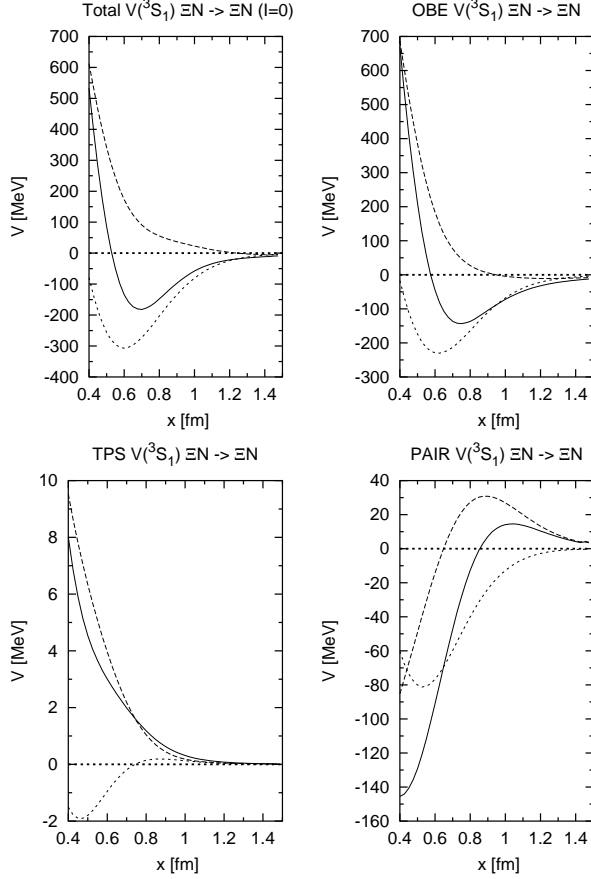 Total V(³S₁) ΞN -> ΞN (I=0)
V [MeV]
700
600
500
400
300
200
100
0
-100
-200
-300
-400
0.4 0.6 0.8 1 1.2 1.4
x [fm]
OBE V(³S₁) ΞN -> ΞN
V [MeV]
700
600
500
400
300
200
100
0
-100
-200
-300
0.4 0.6 0.8 1 1.2 1.4
x [fm]
TPS V(³S₁) ΞN -> ΞN
V [MeV]
10
8
6
4
2
0
-2
0.4 0.6 0.8 1 1.2 1.4
x [fm]
PAIR V(³S₁) ΞN -> ΞN
V [MeV]
40
20
0
-20
-40
-60
-80
-100
-120
-140
-160
0.4 0.6 0.8 1 1.2 1.4
x [fm]